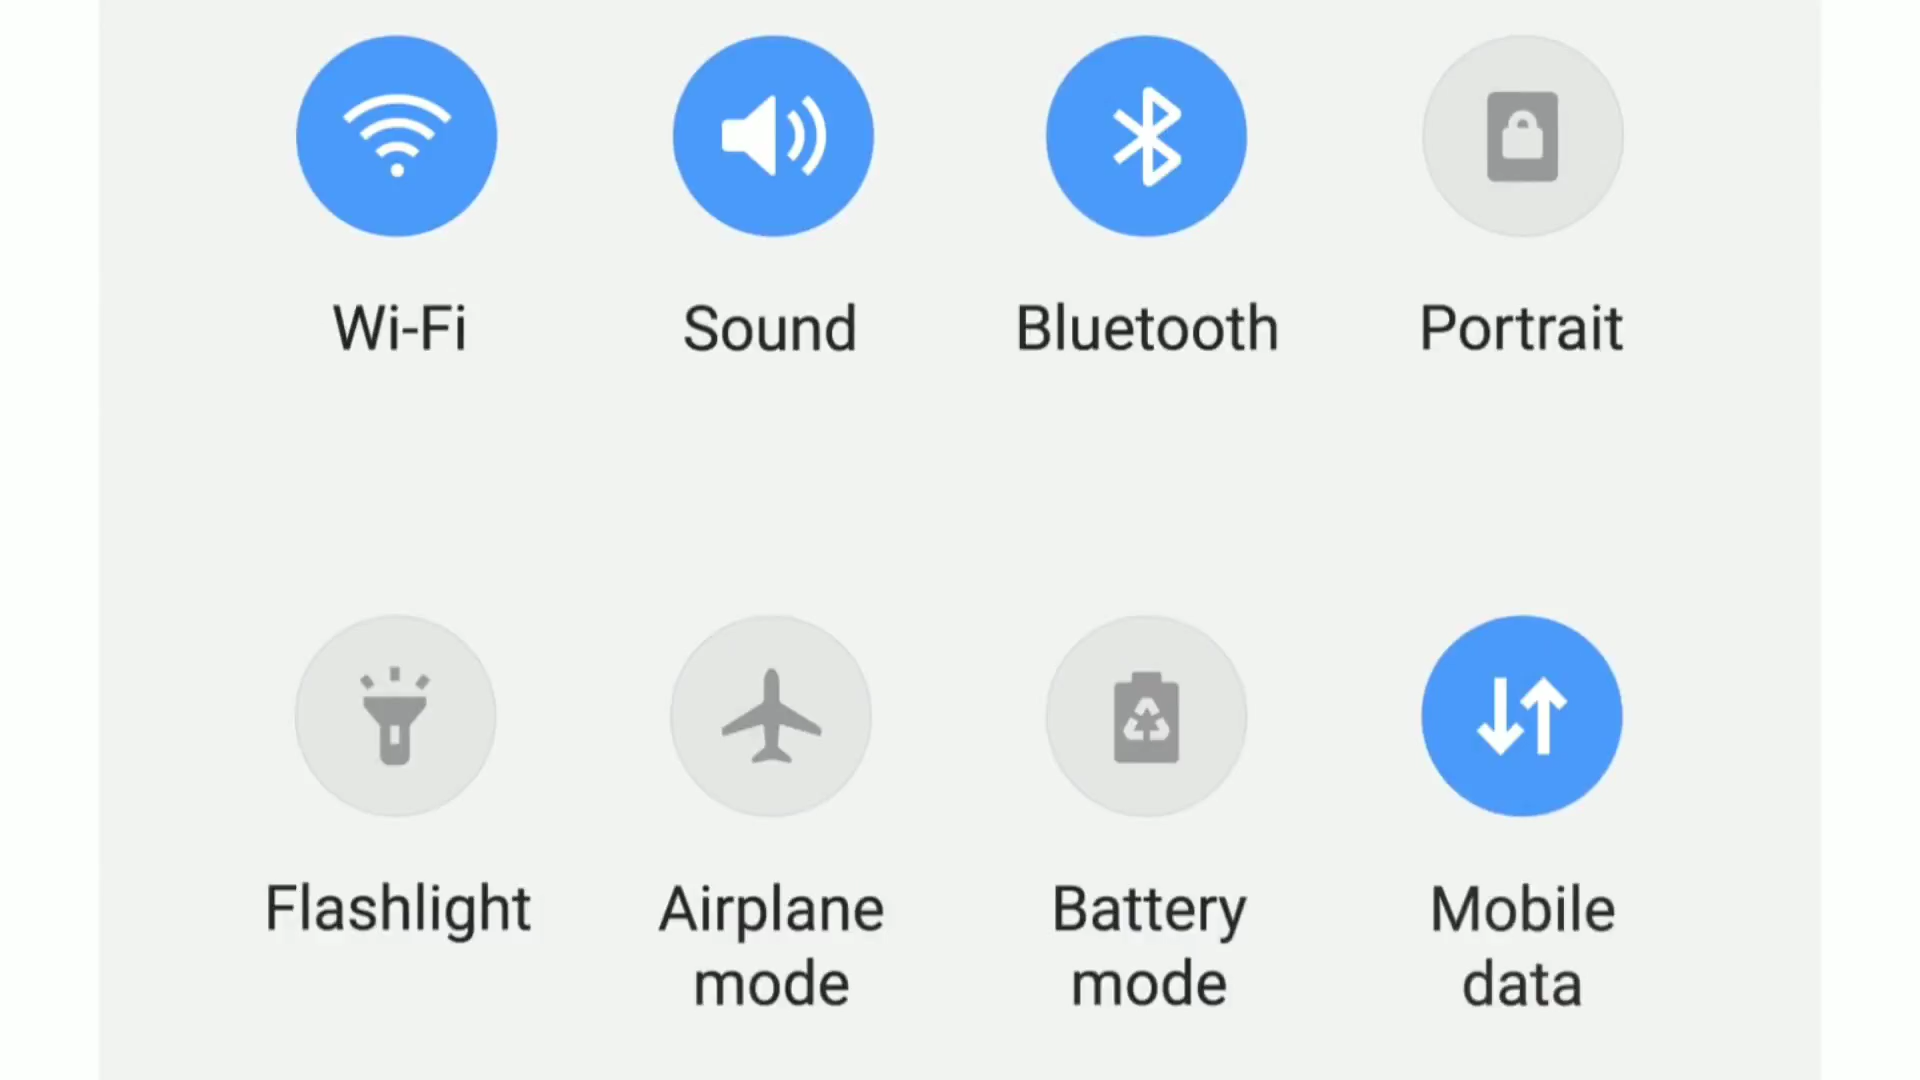 Wi-Fi
Sound
Bluetooth
Portrait
Flashlight
Airplane
mode
Battery
mode
Mobile
data